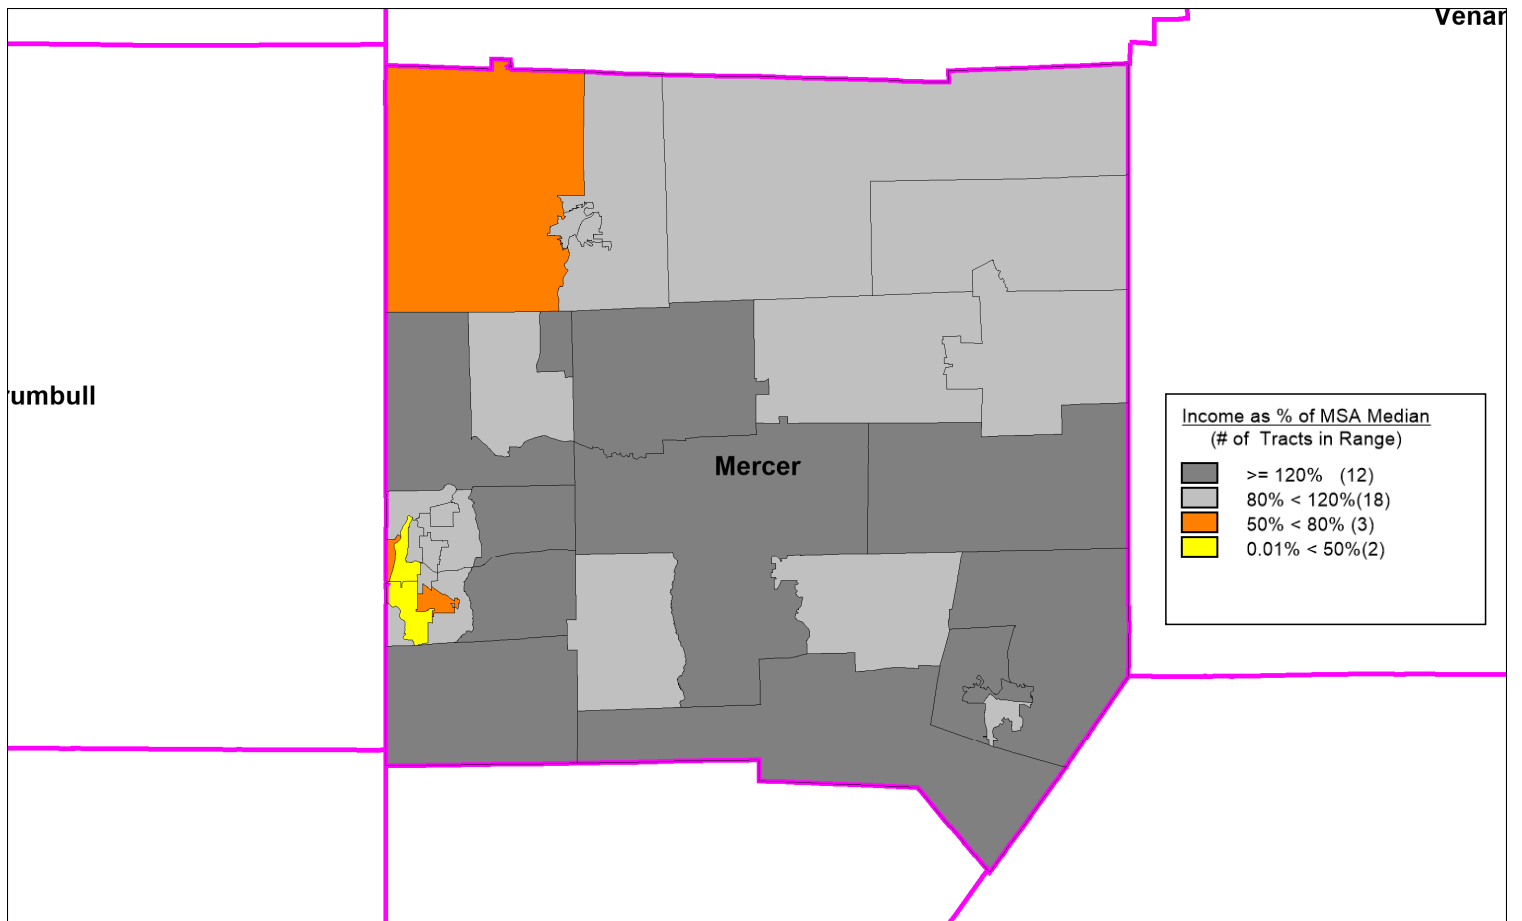 Venan
rumbull
Mercer
Income as % of MSA Median
(# of Tracts in Range)
>= 120% (12)
80% < 120%(18)
50% < 80% (3)
0.01% < 50%(2)